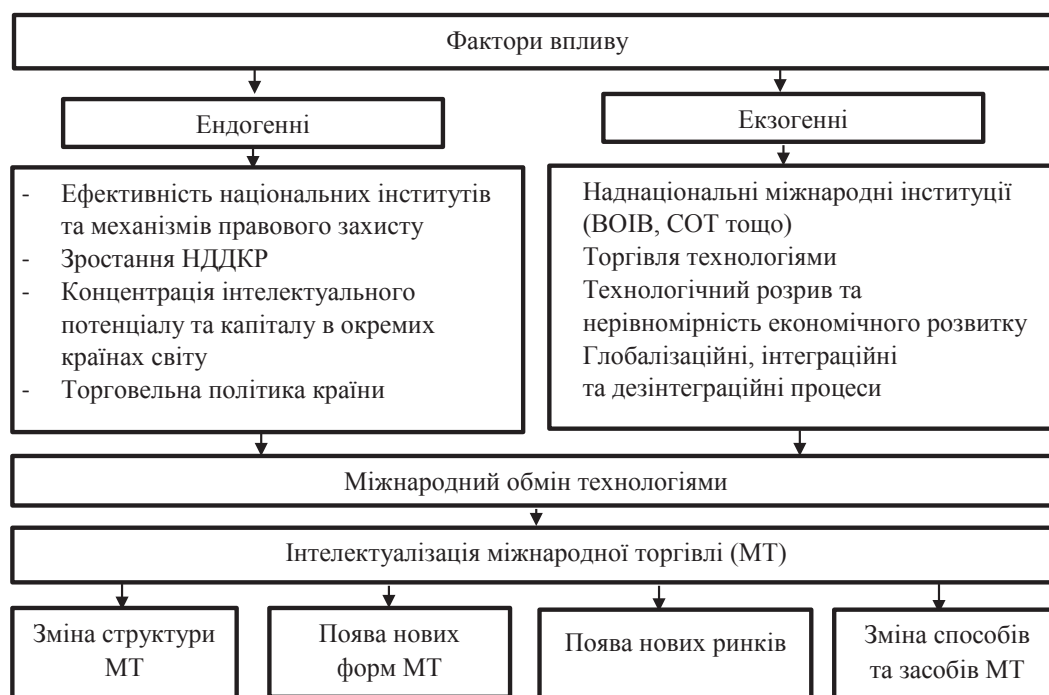 Фактори впливу
Ендогенні
Екзогенні
- Ефективність національних інститутів
та механізмів правового захисту
- Зростання НДДКР
- Концентрація інтелектуального
потенціалу та капіталу в окремих
країнах світу
- Торговельна політика країни
Наднаціональні міжнародні інституції
(ВОІВ, СОТ тощо)
Торгівля технологіями
Технологічний розрив та
нерівномірність економічного розвитку
Глобалізаційні, інтеграційні
та дезінтеграційні процеси
Міжнародний обмін технологіями
Інтелектуалізація міжнародної торгівлі (МТ)
Зміна структури
МТ
Поява нових
форм МТ
Поява нових ринків
Зміна способів
та засобів МТ